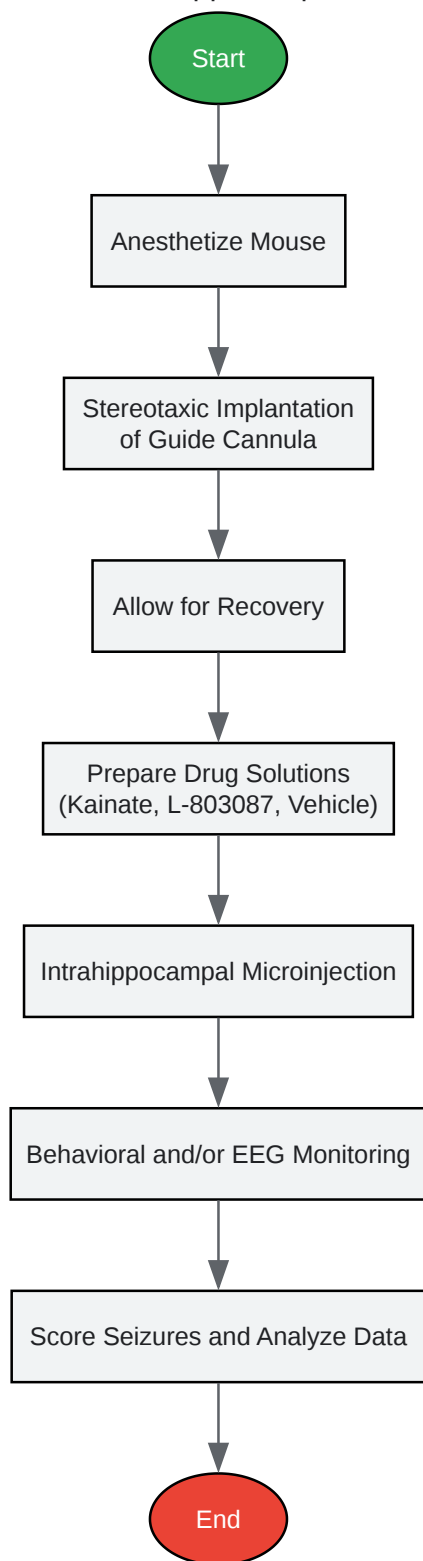 Start
Anesthetize Mouse
Stereotaxic Implantation
of Guide Cannula
Allow for Recovery
Prepare Drug Solutions
(Kainate, L-803087, Vehicle)
Intrahippocampal Microinjection
Behavioral and/or EEG Monitoring
Score Seizures and Analyze Data
End